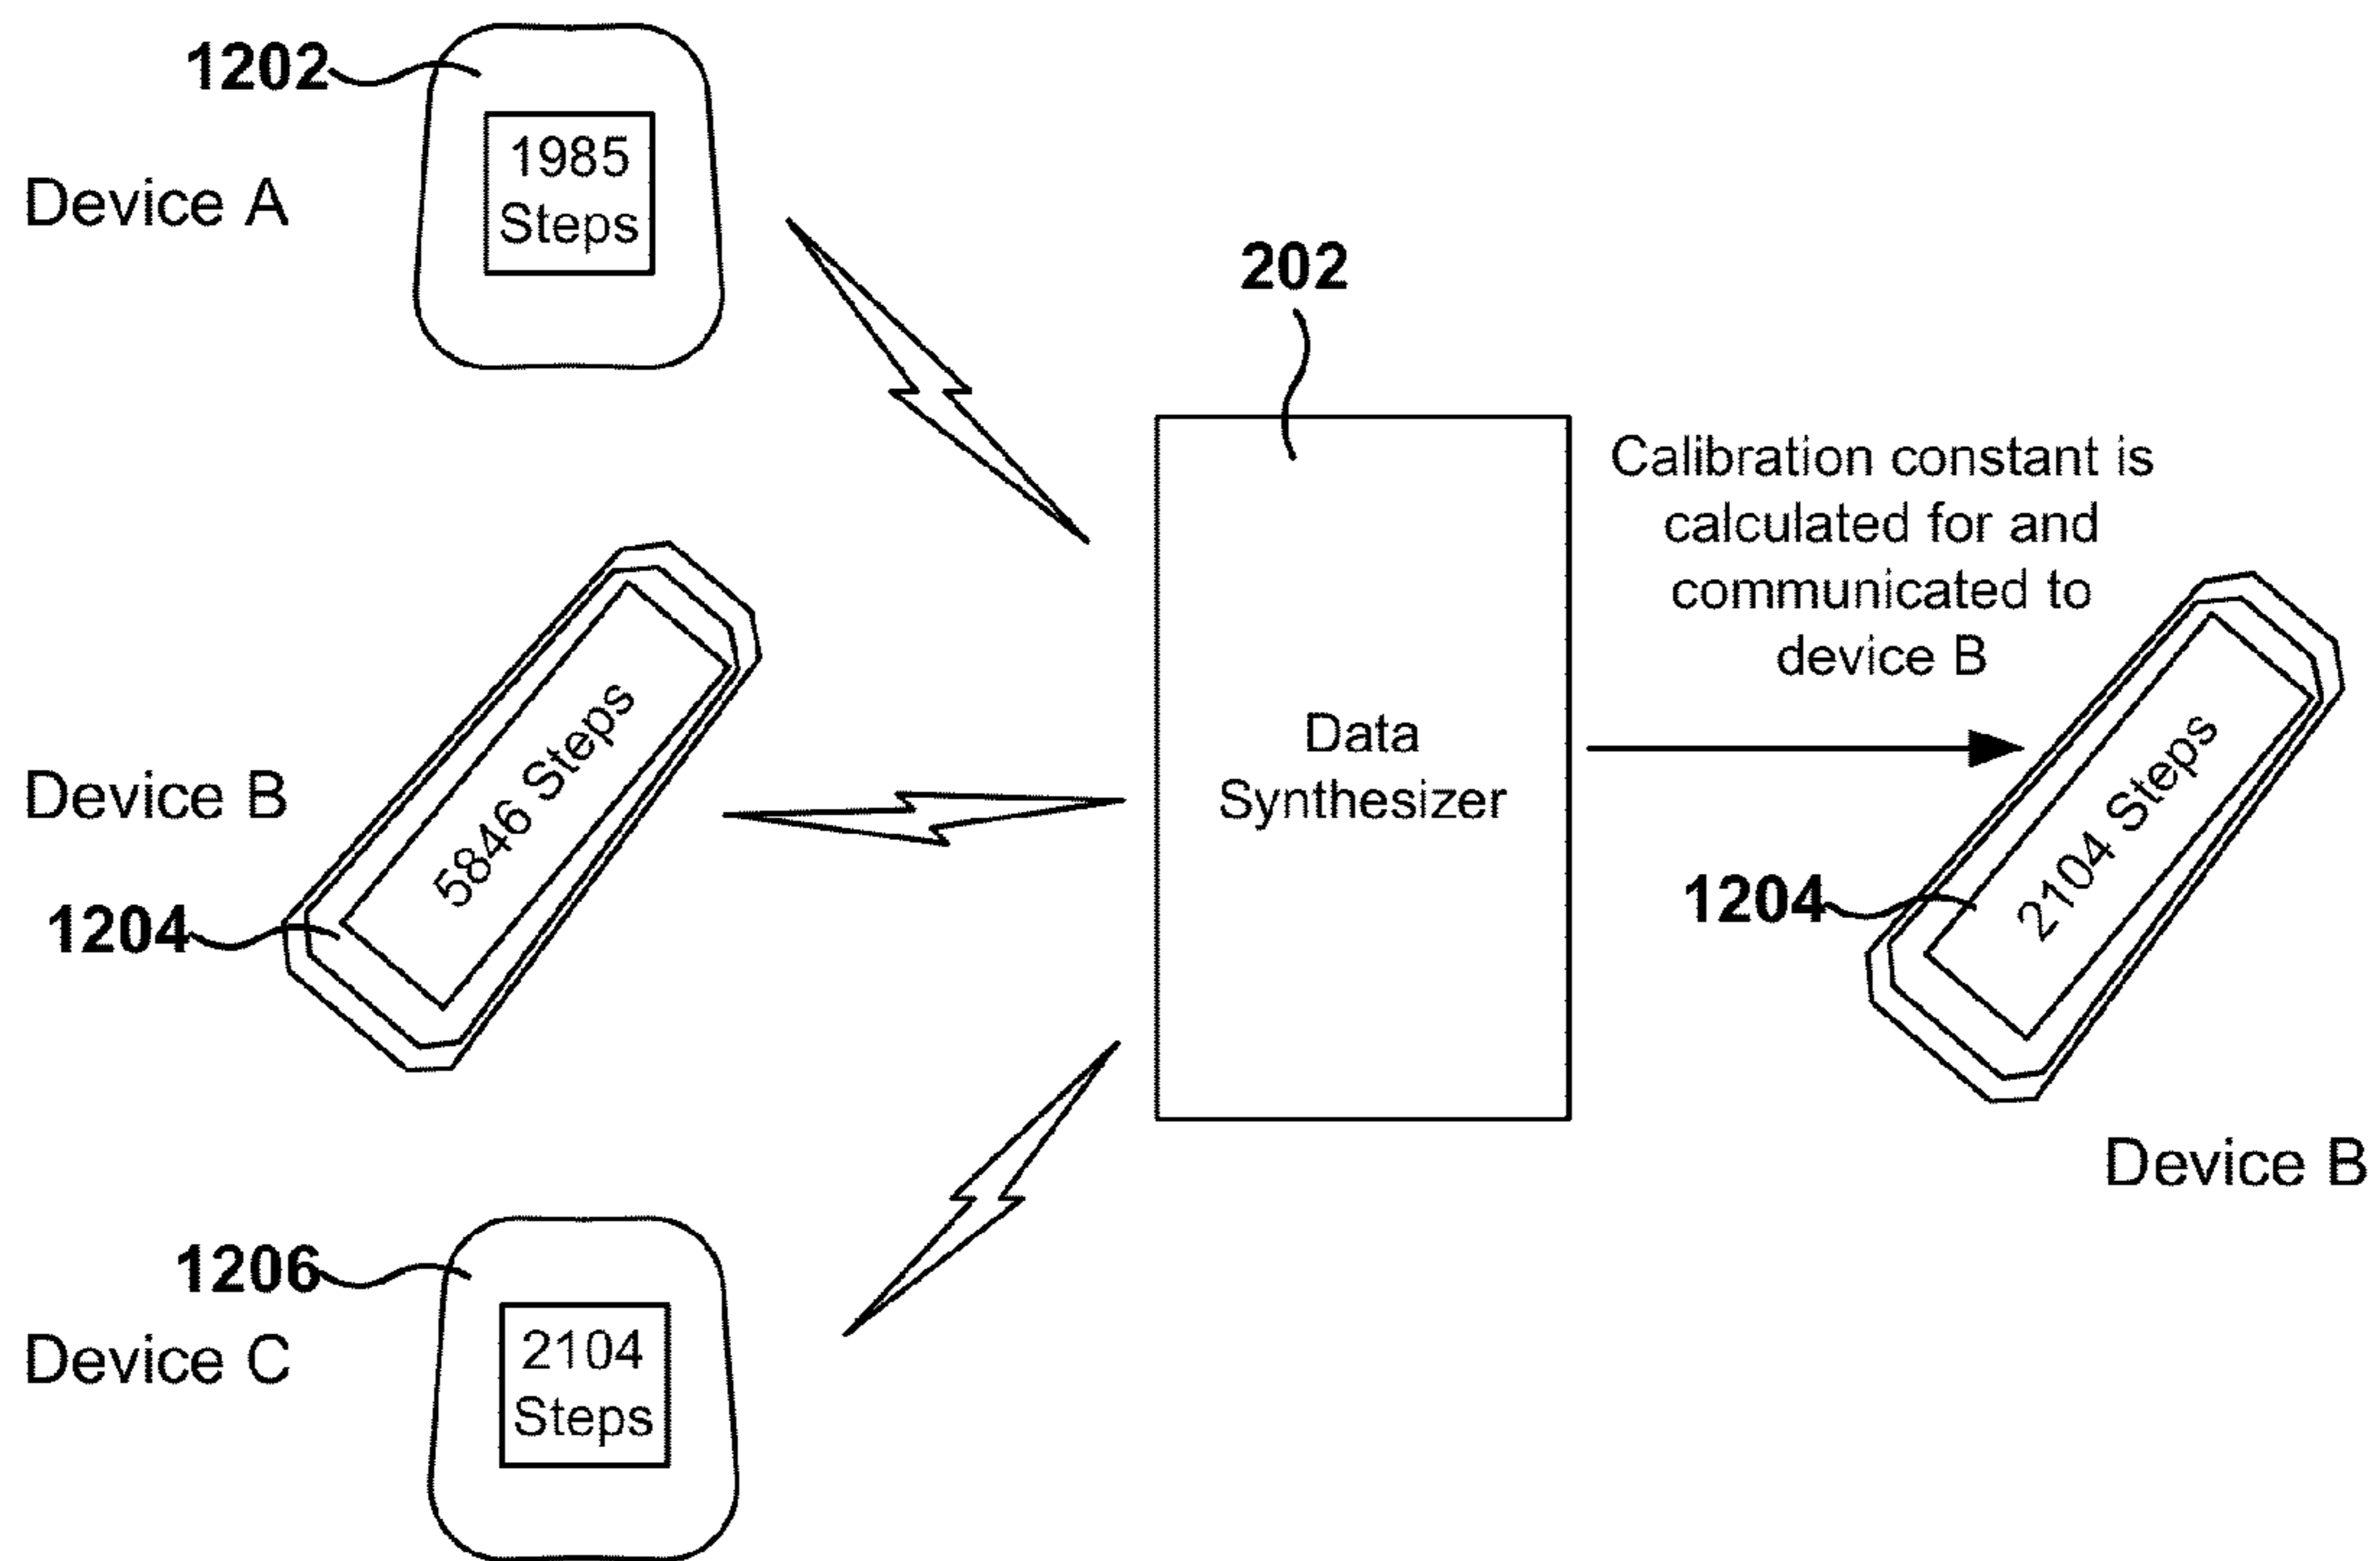 1202
1985
Steps
Device A
202
Calibration constant is
calculated for and
communicated to
device B
Data
Synthesizer
Device B
5846 Steps
1204
2104 Steps
1204
Device B
1206
Device C
2104
Steps